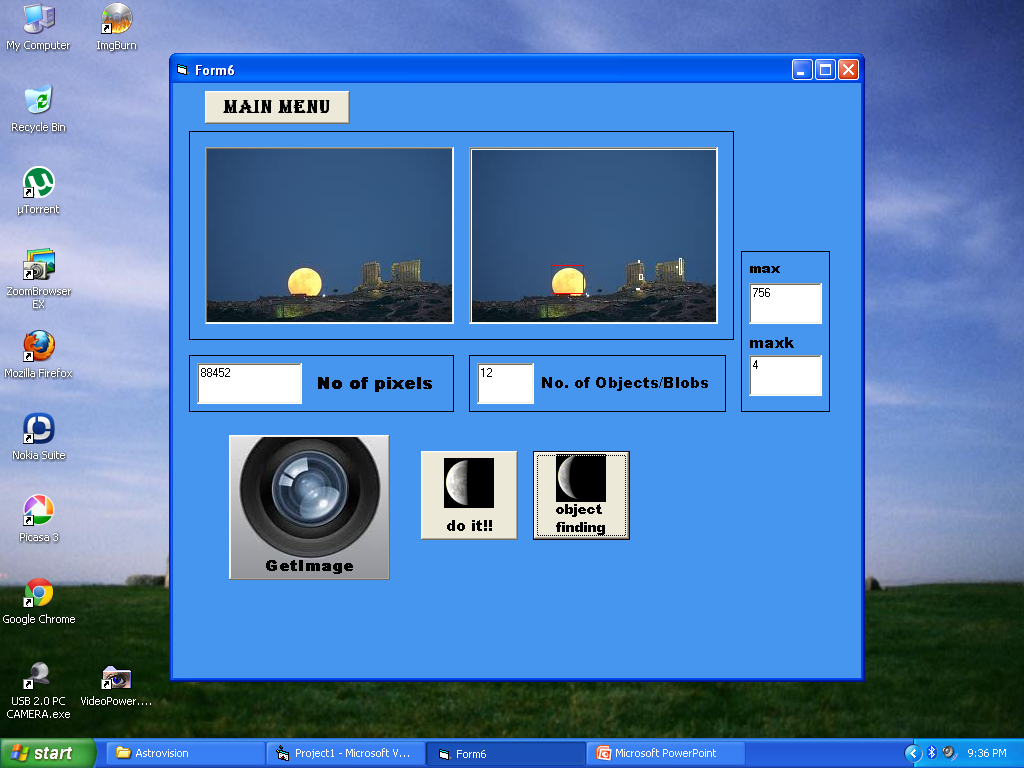 My Computer
ImgBurn
Recycle Bin
µTorrent
ZoomBrowser
EX
Mozilla Firefox
Nokia Suite
Picasa 3
Google Chrome
USB 2.0 PC
CAMERA.exe
VideoPower....
Form6
MAIN MENU
max
756
maxk
4
88452
No of pixels
12
No. of Objects/Blobs
GetImage
do it!!
object
finding
start
Astrovision
Project1 - Microsoft V...
Form6
Microsoft PowerPoint
9:36 PM